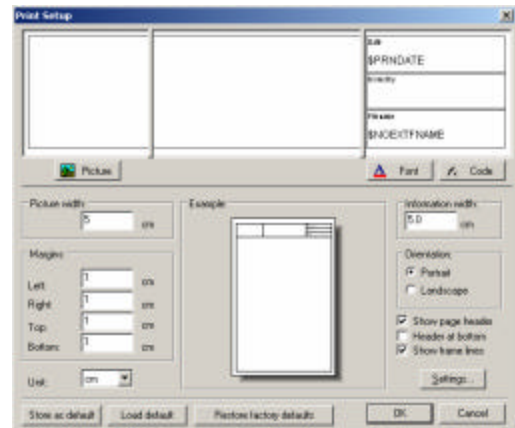 Print Setup
Date
$PRNDATE
Filename
$NOEXTFNAME
Picture
Font
Code
Picture width:
5 cm
Example
Information width:
5.0 cm
Margins
Left: 1 cm
Right: 1 cm
Top: 1 cm
Bottom: 1 cm
Orientation:
Portrait
Landscape
Show page header
Header at bottom
Show frame lines
Unit: cm
Settings...
Store as default
Load default
Restore factory defaults
OK
Cancel